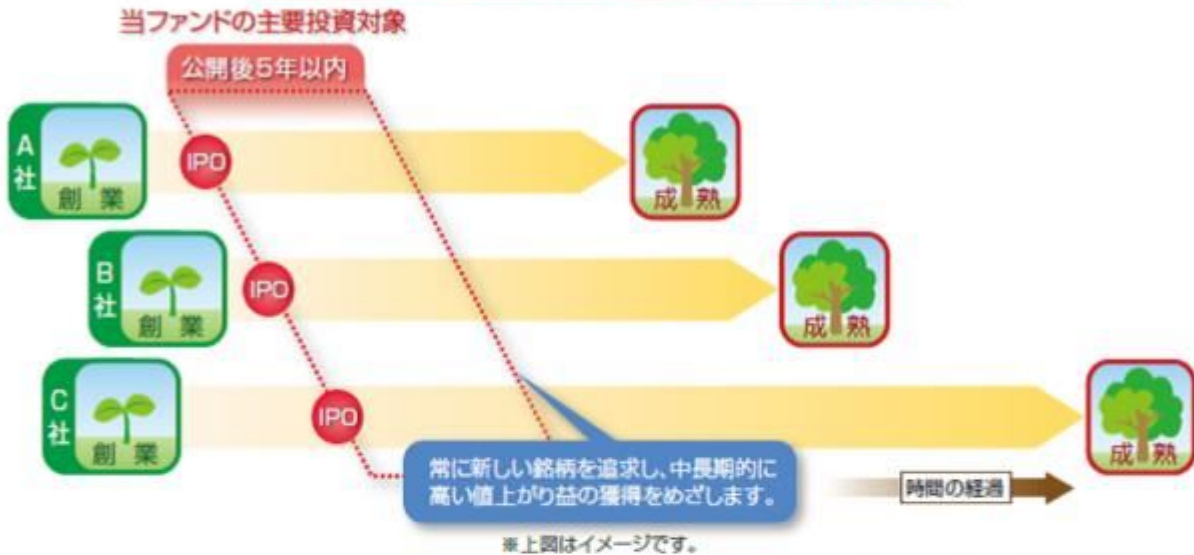 当ファンドの主要投資対象
公開後5年以内
A社
創業
IPO
成熟
B社
創業
IPO
成熟
C社
創業
IPO
成熟
常に新しい銘柄を追求し、中長期的に
高い値上がり益の獲得をめざします。
時間の経過
※上図はイメージです。